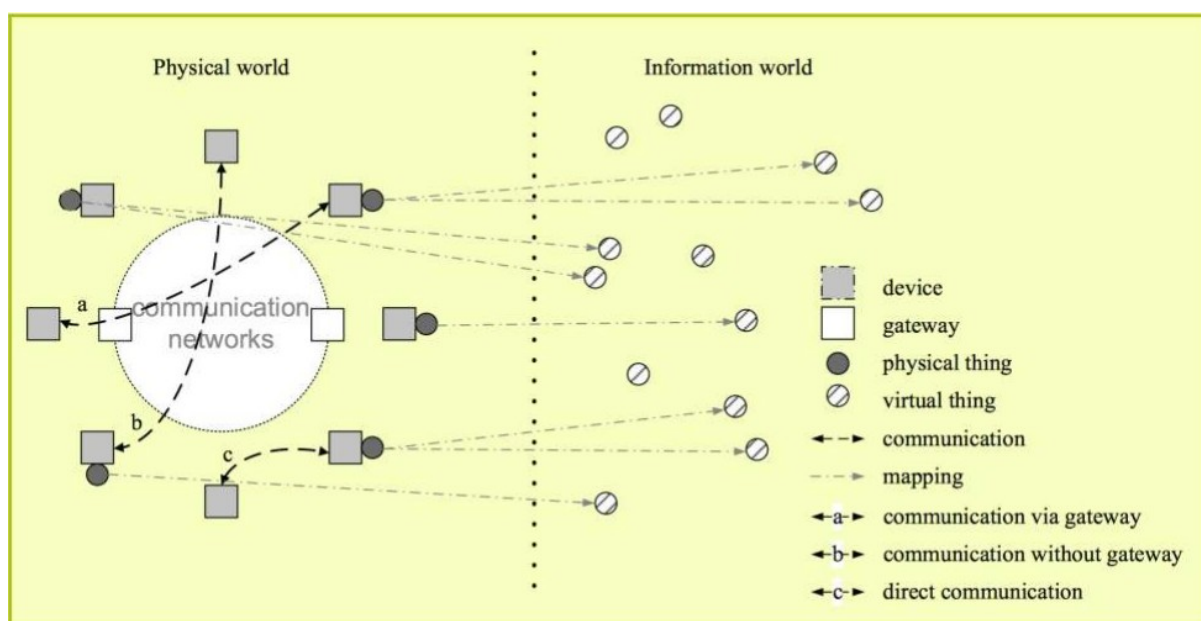 Physical world
Information world
a
communication
networks
b
c
device
gateway
physical thing
virtual thing
communication
mapping
a communication via gateway
b communication without gateway
c direct communication